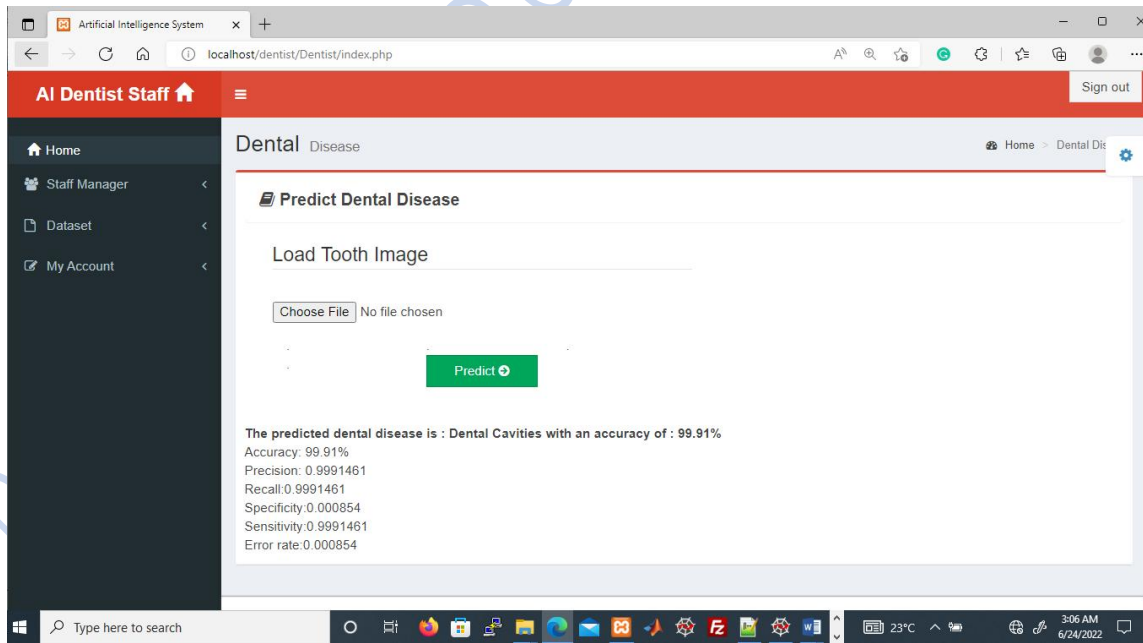 Artificial Intelligence System
localhost/dentist/Dentist/index.php
AI Dentist Staff
Sign out
Home
Staff Manager
Dataset
My Account
Dental Disease
Home > Dental Dis
Predict Dental Disease
Load Tooth Image
Choose File No file chosen
Predict
The predicted dental disease is : Dental Cavities with an accuracy of : 99.91%
Accuracy: 99.91%
Precision: 0.9991461
Recall:0.9991461
Specificity:0.000854
Sensitivity:0.9991461
Error rate:0.000854
Type here to search
23°C
3:06 AM
6/24/2022